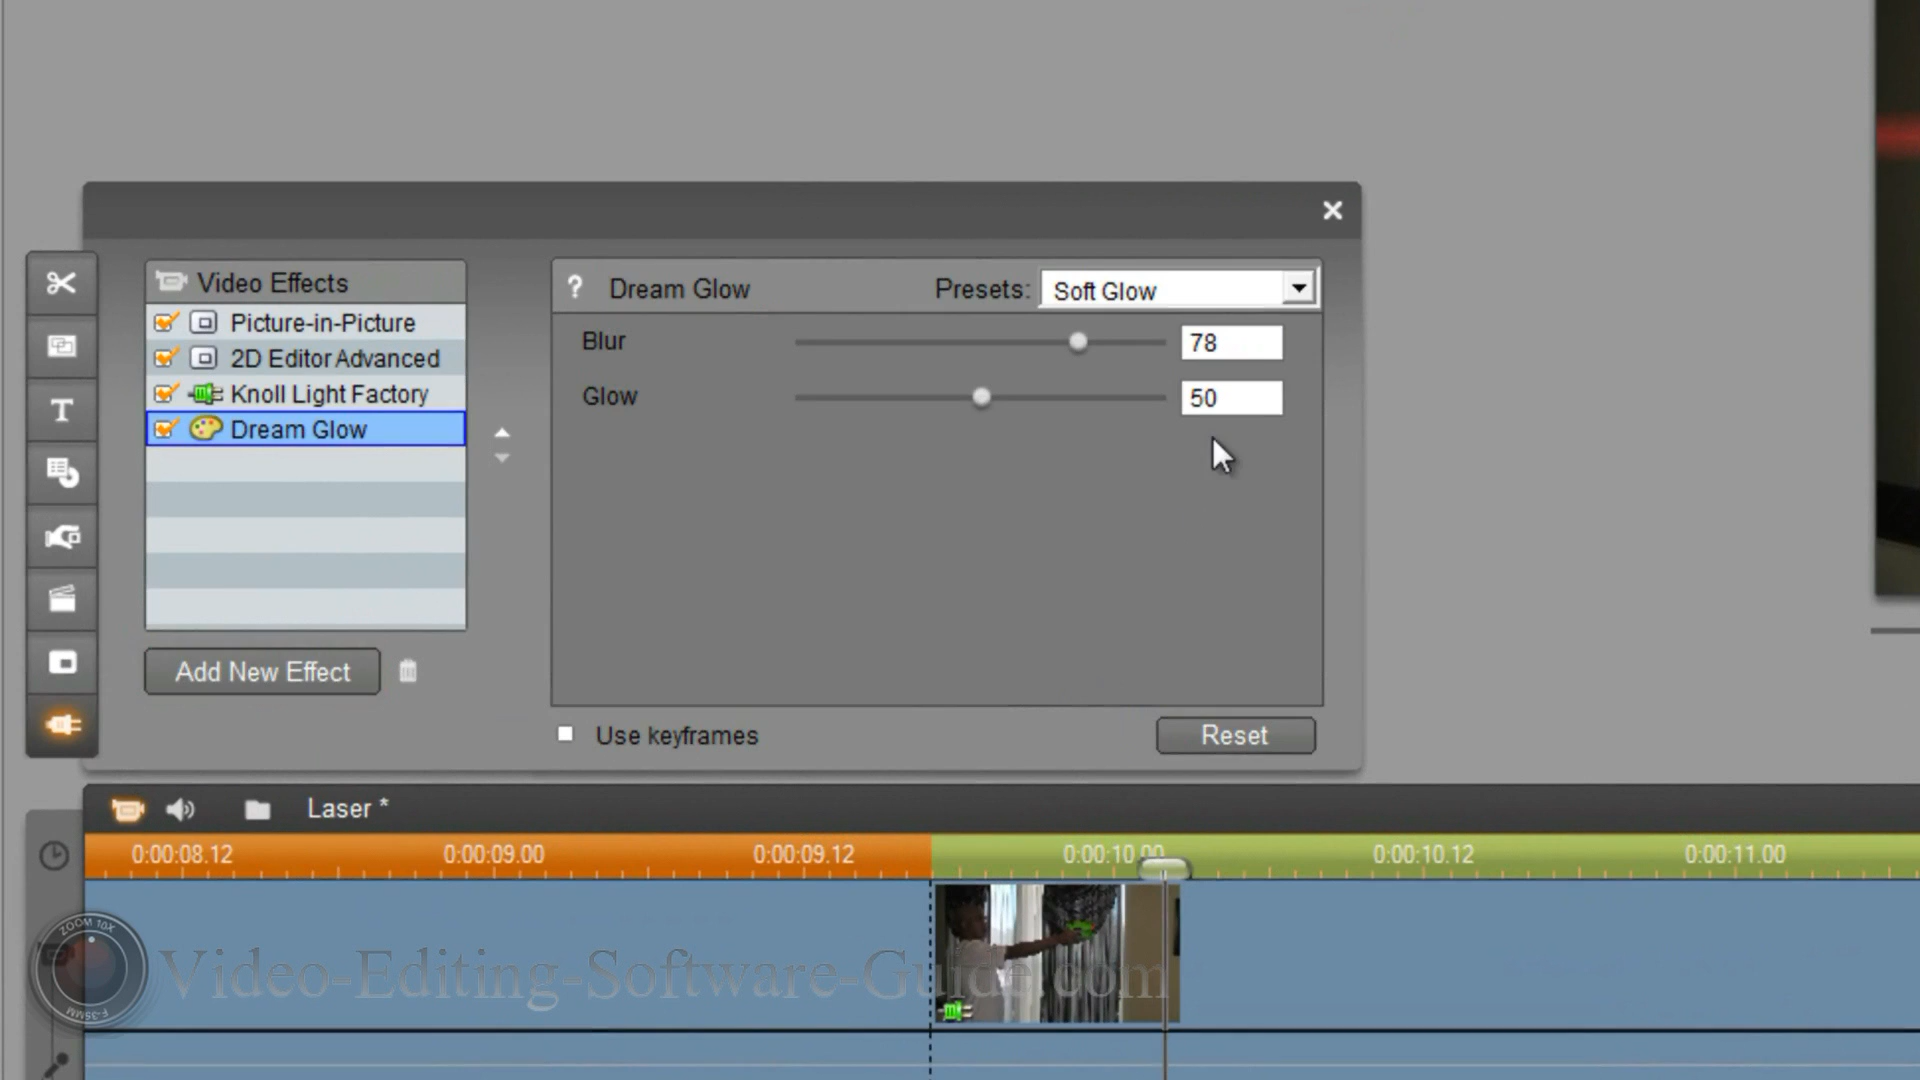 Video Effects
Picture-in-Picture
2D Editor Advanced
Knoll Light Factory
Dream Glow
Add New Effect
? Dream Glow Presets: Soft Glow
Blur 78
Glow 50
Use keyframes Reset
Laser *
0:00:08.12 0:00:09.00 0:00:09.12 0:00:10.00 0:00:10.12 0:00:11.00
ZOOM 10X
F-35MM
Video-Editing-Software-Guide.com